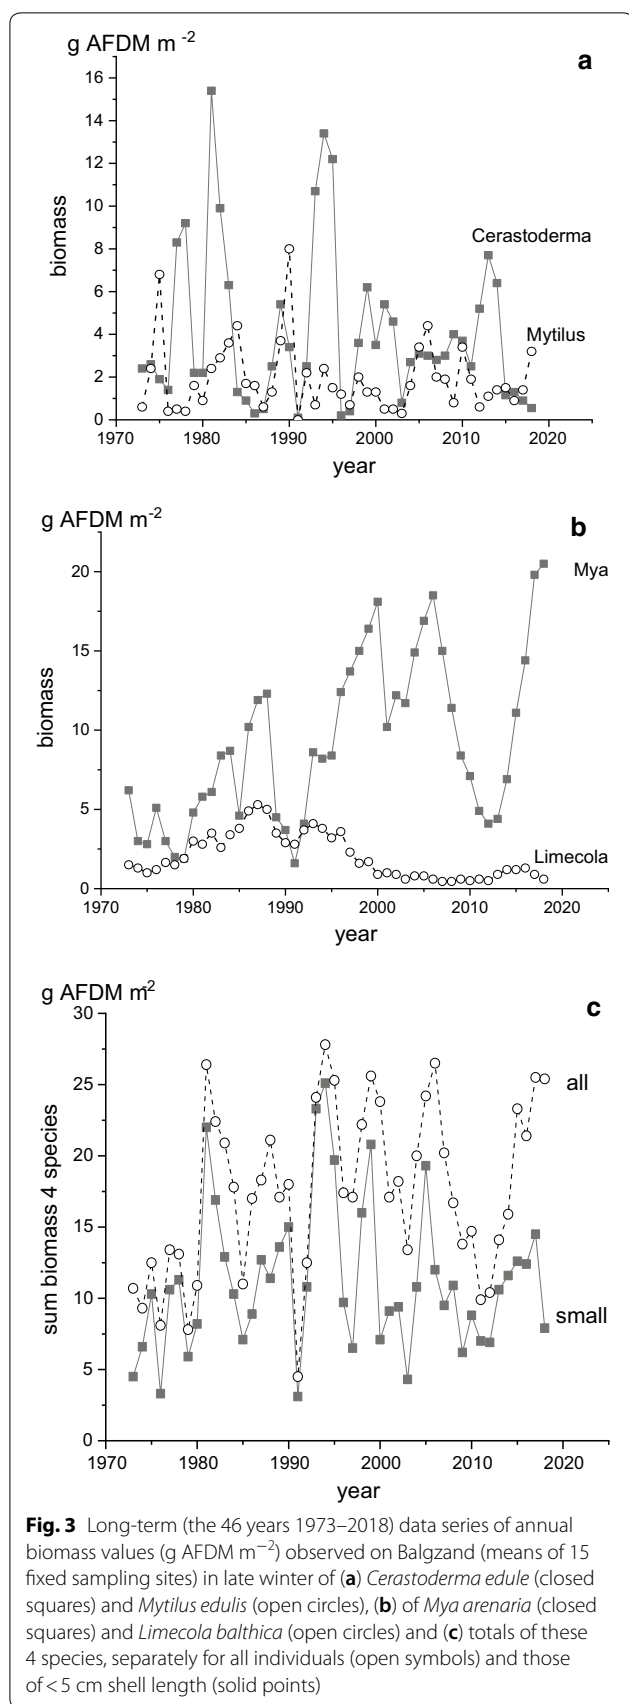 g AFDM m -2
a
16
14
12
10
8
6
4
2
0
biomass
Cerastoderma
Mytilus
1970 1980 1990 2000 2010 2020
year
g AFDM m-2
b
20
15
10
5
0
biomass
Mya
Limecola
1970 1980 1990 2000 2010 2020
year
g AFDM m-2
c
30
25
20
15
10
5
0
sum biomass 4 species
all
small
1970 1980 1990 2000 2010 2020
year
Fig. 3 Long-term (the 46 years 1973–2018) data series of annual
biomass values (g AFDM m−2) observed on Balgzand (means of 15
fixed sampling sites) in late winter of (a) Cerastoderma edule (closed
squares) and Mytilus edulis (open circles), (b) of Mya arenaria (closed
squares) and Limecola balthica (open circles) and (c) totals of these
4 species, separately for all individuals (open symbols) and those
of < 5 cm shell length (solid points)